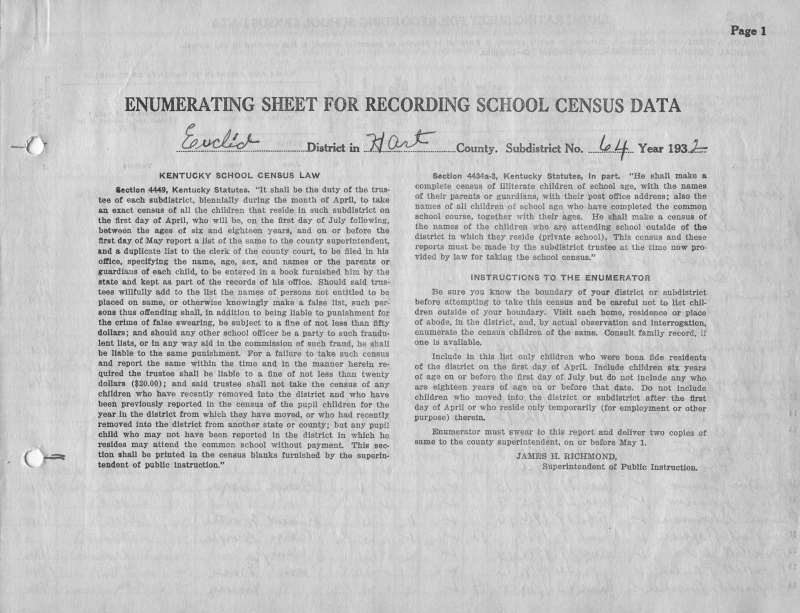 Page 1
ENUMERATING SHEET FOR RECORDING SCHOOL CENSUS DATA
Euclid District in Hart County. Subdistrict No. 64 Year 1932
KENTUCKY SCHOOL CENSUS LAW
Section 4449, Kentucky Statutes. "It shall be the duty of the trus-
tee of each subdistrict, biennially during the month of April, to take
an exact census of all the children that reside in such subdistrict on
the first day of April, who will be, on the first day of July following,
between the ages of six and eighteen years, and on or before the
first day of May report a list of the same to the county superintendent,
and a duplicate list to the clerk of the county court, to be filed in his
office, specifying the name, age, sex, and names or the parents or
guardians of each child, to be entered in a book furnished him by the
state and kept as part of the records of his office. Should said trus-
tees willfully add to the list the names of persons not entitled to be
placed on same, or otherwise knowingly make a false list, such per-
sons thus offending shall, in addition to being liable to punishment for
the crime of false swearing, be subject to a fine of not less than fifty
dollars; and should any other school officer be a party to such fraudu-
lent lists, or in any way aid in the commission of such fraud, he shall
be liable to the same punishment. For a failure to take such census
and report the same within the time and in the manner herein re-
quired the trustee shall be liable to a fine of not less than twenty
dollars ($20.00); and said trustee shall not take the census of any
children who have recently removed into the district and who have
been previously reported in the census of the pupil children for the
year in the district from which they have moved, or who had recently
removed into the district from another state or county; but any pupil
child who may not have been reported in the district in which he
resides may attend the common school without payment. This sec-
tion shall be printed in the census blanks furnished by the superin-
tendent of public instruction."
Section 4434a-3, Kentucky Statutes, in part. "He shall make a
complete census of illiterate children of school age, with the names
of their parents or guardians, with their post office address; also the
names of all children of school age who have completed the common
school course, together with their ages. He shall make a census of
the names of the children who are attending school outside of the
district in which they reside (private school). This census and these
reports must be made by the subdistrict trustee at the time now pro-
vided by law for taking the school census."
INSTRUCTIONS TO THE ENUMERATOR
Be sure you know the boundary of your district or subdistrict
before attempting to take this census and be careful not to list chil-
dren outside of your boundary. Visit each home, residence or place
of abode, in the district, and, by actual observation and interrogation,
enumerate the census children of the same. Consult family record, if
one is available.
Include in this list only children who were bona fide residents
of the district on the first day of April. Include children six years
of age on or before the first day of July but do not include any who
are eighteen years of age on or before that date. Do not include
children who moved into the district or subdistrict after the first
day of April or who reside only temporarily (for employment or other
purpose) therein.
Enumerator must swear to this report and deliver two copies of
same to the county superintendent, on or before May 1.
JAMES H. RICHMOND,
Superintendent of Public Instruction.